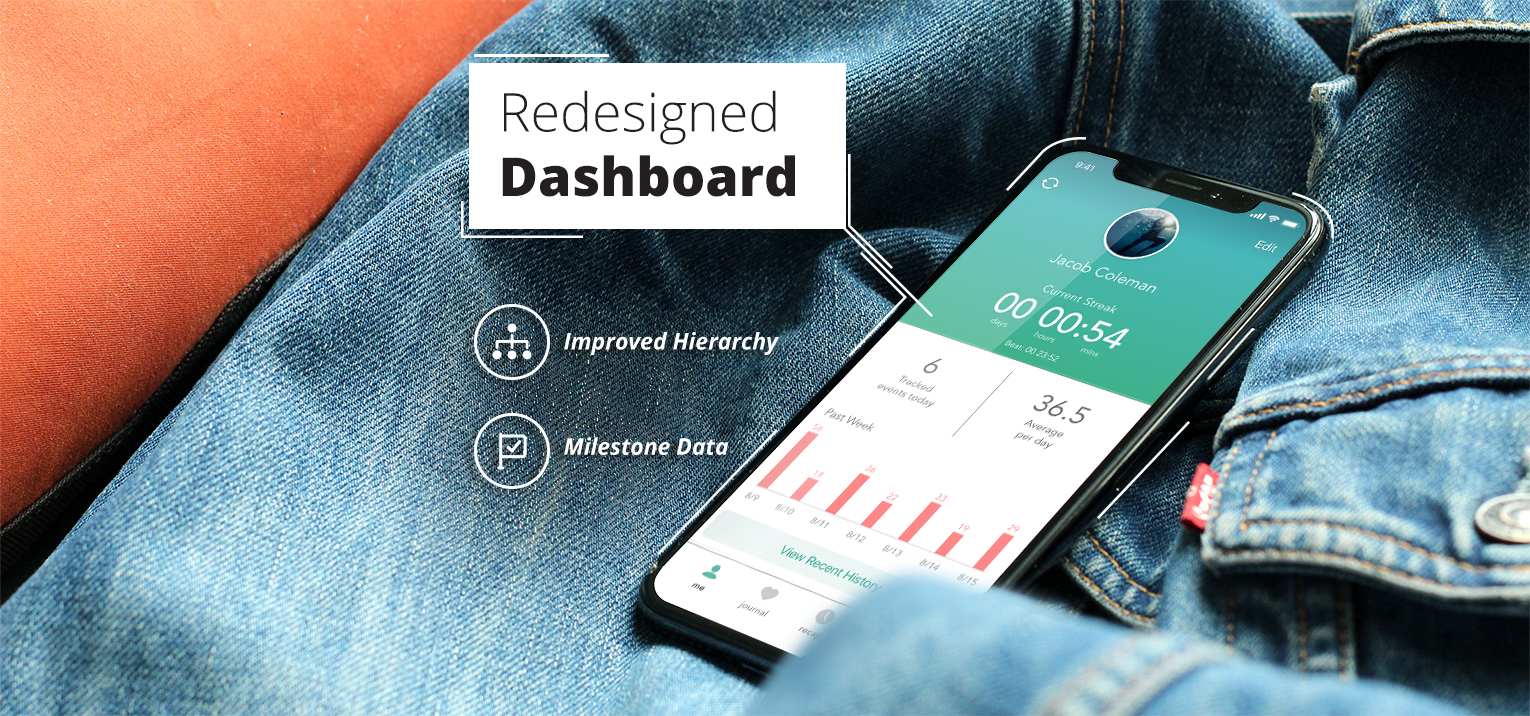 Redesigned
Dashboard
Improved Hierarchy
Milestone Data
9:41
Edit
Jacob Coleman
Current Streak
00 00:54
days hours mins
Best: 00 23:52
6
Tracked
events today
36.5
Average
per day
Past Week
56 18 36 22 33 19 29
8/9 8/10 8/11 8/12 8/13 8/14 8/15
View Recent History
me
journal